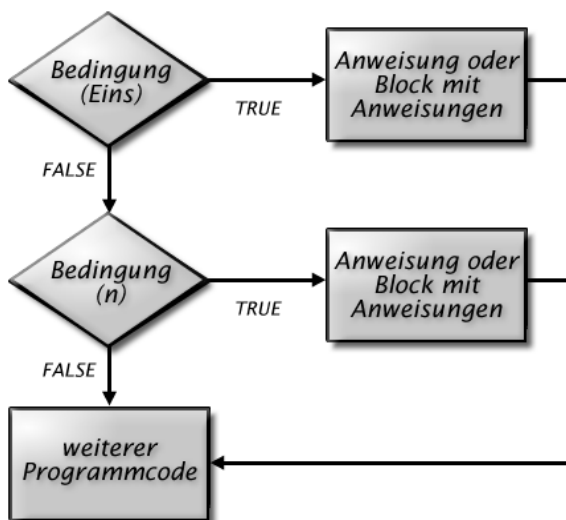 Bedingung
(Eins)
TRUE
Anweisung oder
Block mit
Anweisungen
FALSE
Bedingung
(n)
TRUE
Anweisung oder
Block mit
Anweisungen
FALSE
weiterer
Programmcode